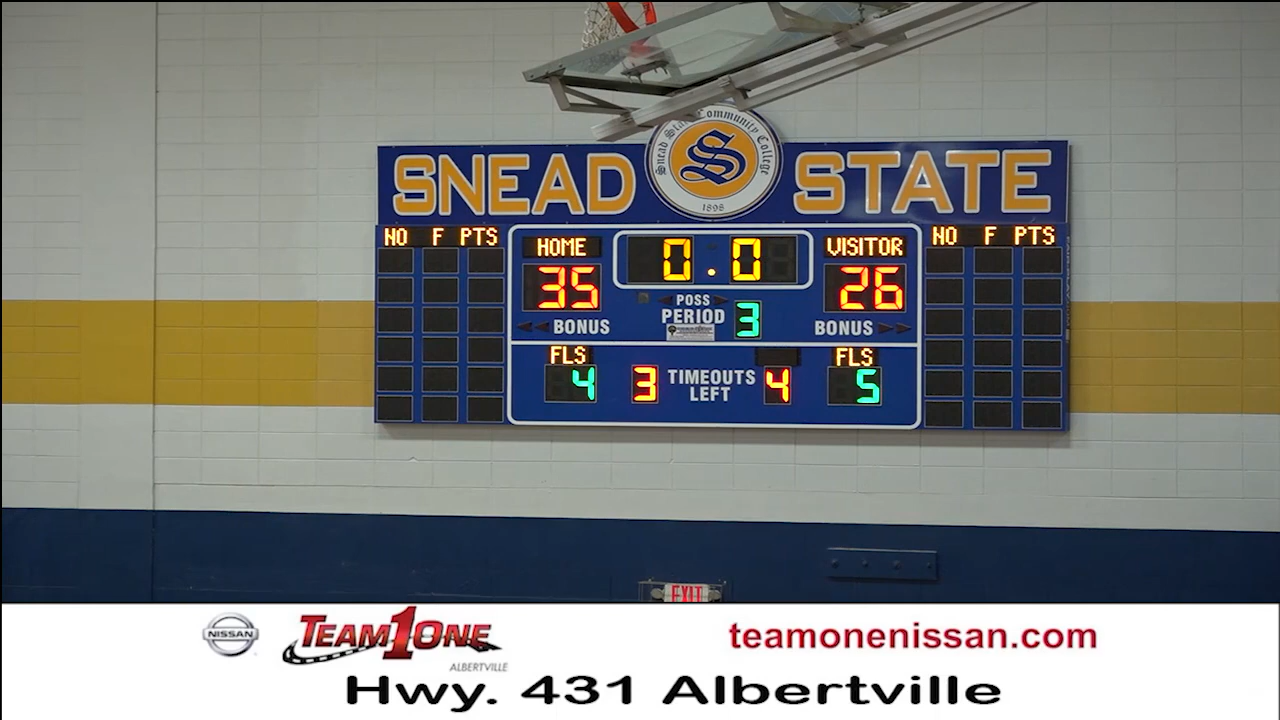 Snead State Community College
S
1898
SNEAD STATE
NO F PTS
HOME 0.0 VISITOR
NO F PTS
35 26
POSS
PERIOD 3
BONUS BONUS
FLS FLS
4 3 TIMEOUTS LEFT 4 5
EXIT
NISSAN TEAM 1 ONE
ALBERTVILLE
teamonenissan.com
Hwy. 431 Albertville